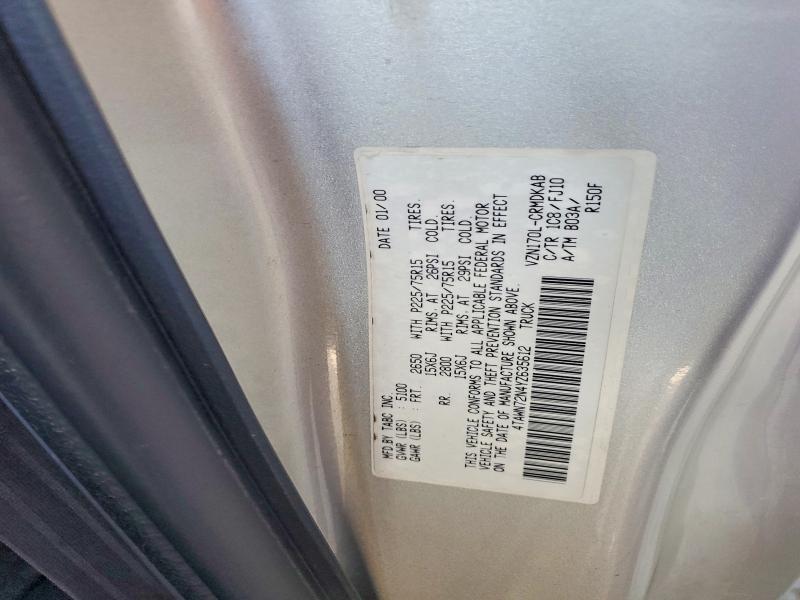 MFD.BY TABC INC DATE 01/00
GVWR (LBS) : 5100
GAWR (LBS) : FRT. 2650 WITH P225/75R15 TIRES.
15X6J RIMS. AT 26PSI COLD.
RR. 2800 WITH P225/75R15 TIRES.
15X6J RIMS. AT 29PSI COLD.
THIS VEHICLE CONFORMS TO ALL APPLICABLE FEDERAL MOTOR
VEHICLE SAFETY AND THEFT PREVENTION STANDARDS IN EFFECT
ON THE DATE OF MANUFACTURE SHOWN ABOVE.
4TAWN72N4YZ635612 TRUCK
VZN170L-CRMDKAB
C/TR 1C8/FJ10
A/TM B03A/
R150F